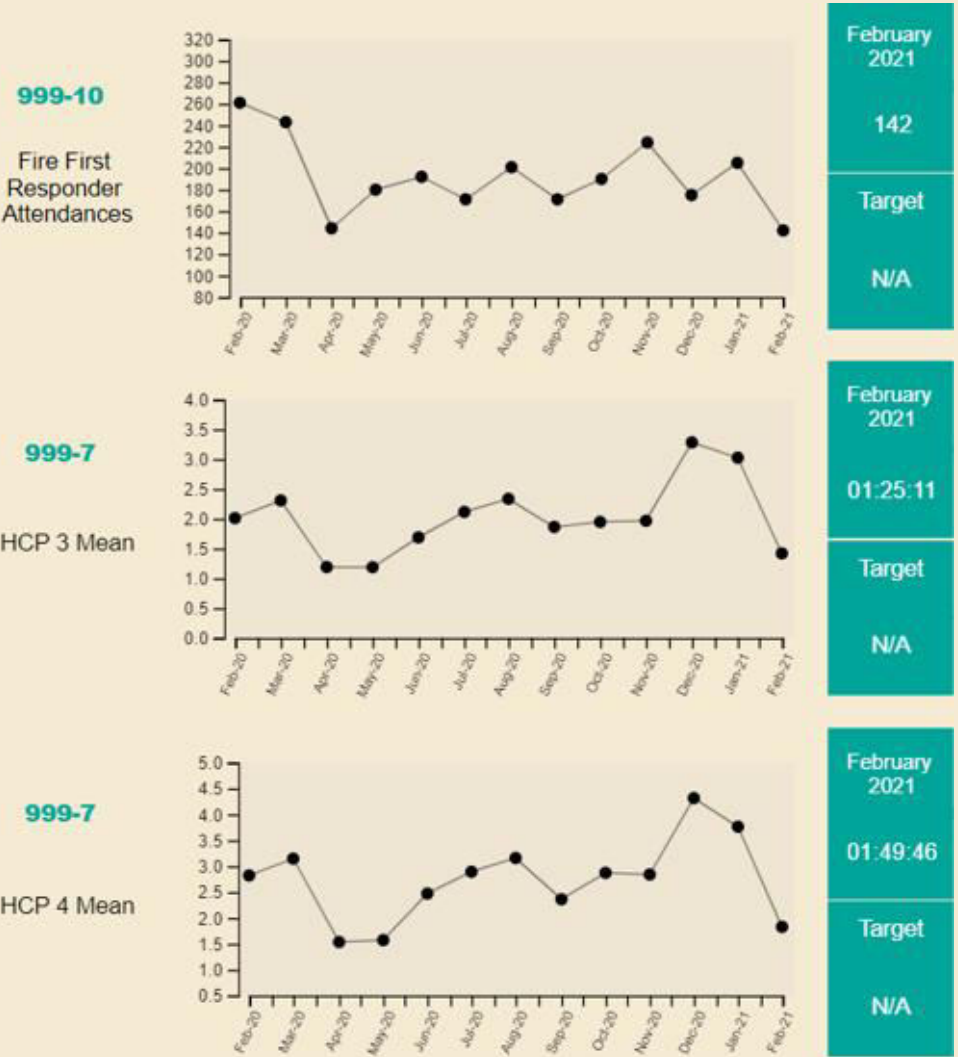 999-10
Fire First
Responder
Attendances
320
300
280
260
240
220
200
180
160
140
120
100
80
Feb-20
Mar-20
Apr-20
May-20
Jun-20
Jul-20
Aug-20
Sep-20
Oct-20
Nov-20
Dec-20
Jan-21
Feb-21
February
2021
142
Target
N/A
999-7
HCP 3 Mean
4.0
3.5
3.0
2.5
2.0
1.5
1.0
0.5
0.0
Feb-20
Mar-20
Apr-20
May-20
Jun-20
Jul-20
Aug-20
Sep-20
Oct-20
Nov-20
Dec-20
Jan-21
Feb-21
February
2021
01:25:11
Target
N/A
999-7
HCP 4 Mean
5.0
4.5
4.0
3.5
3.0
2.5
2.0
1.5
1.0
0.5
Feb-20
Mar-20
Apr-20
May-20
Jun-20
Jul-20
Aug-20
Sep-20
Oct-20
Nov-20
Dec-20
Jan-21
Feb-21
February
2021
01:49:46
Target
N/A